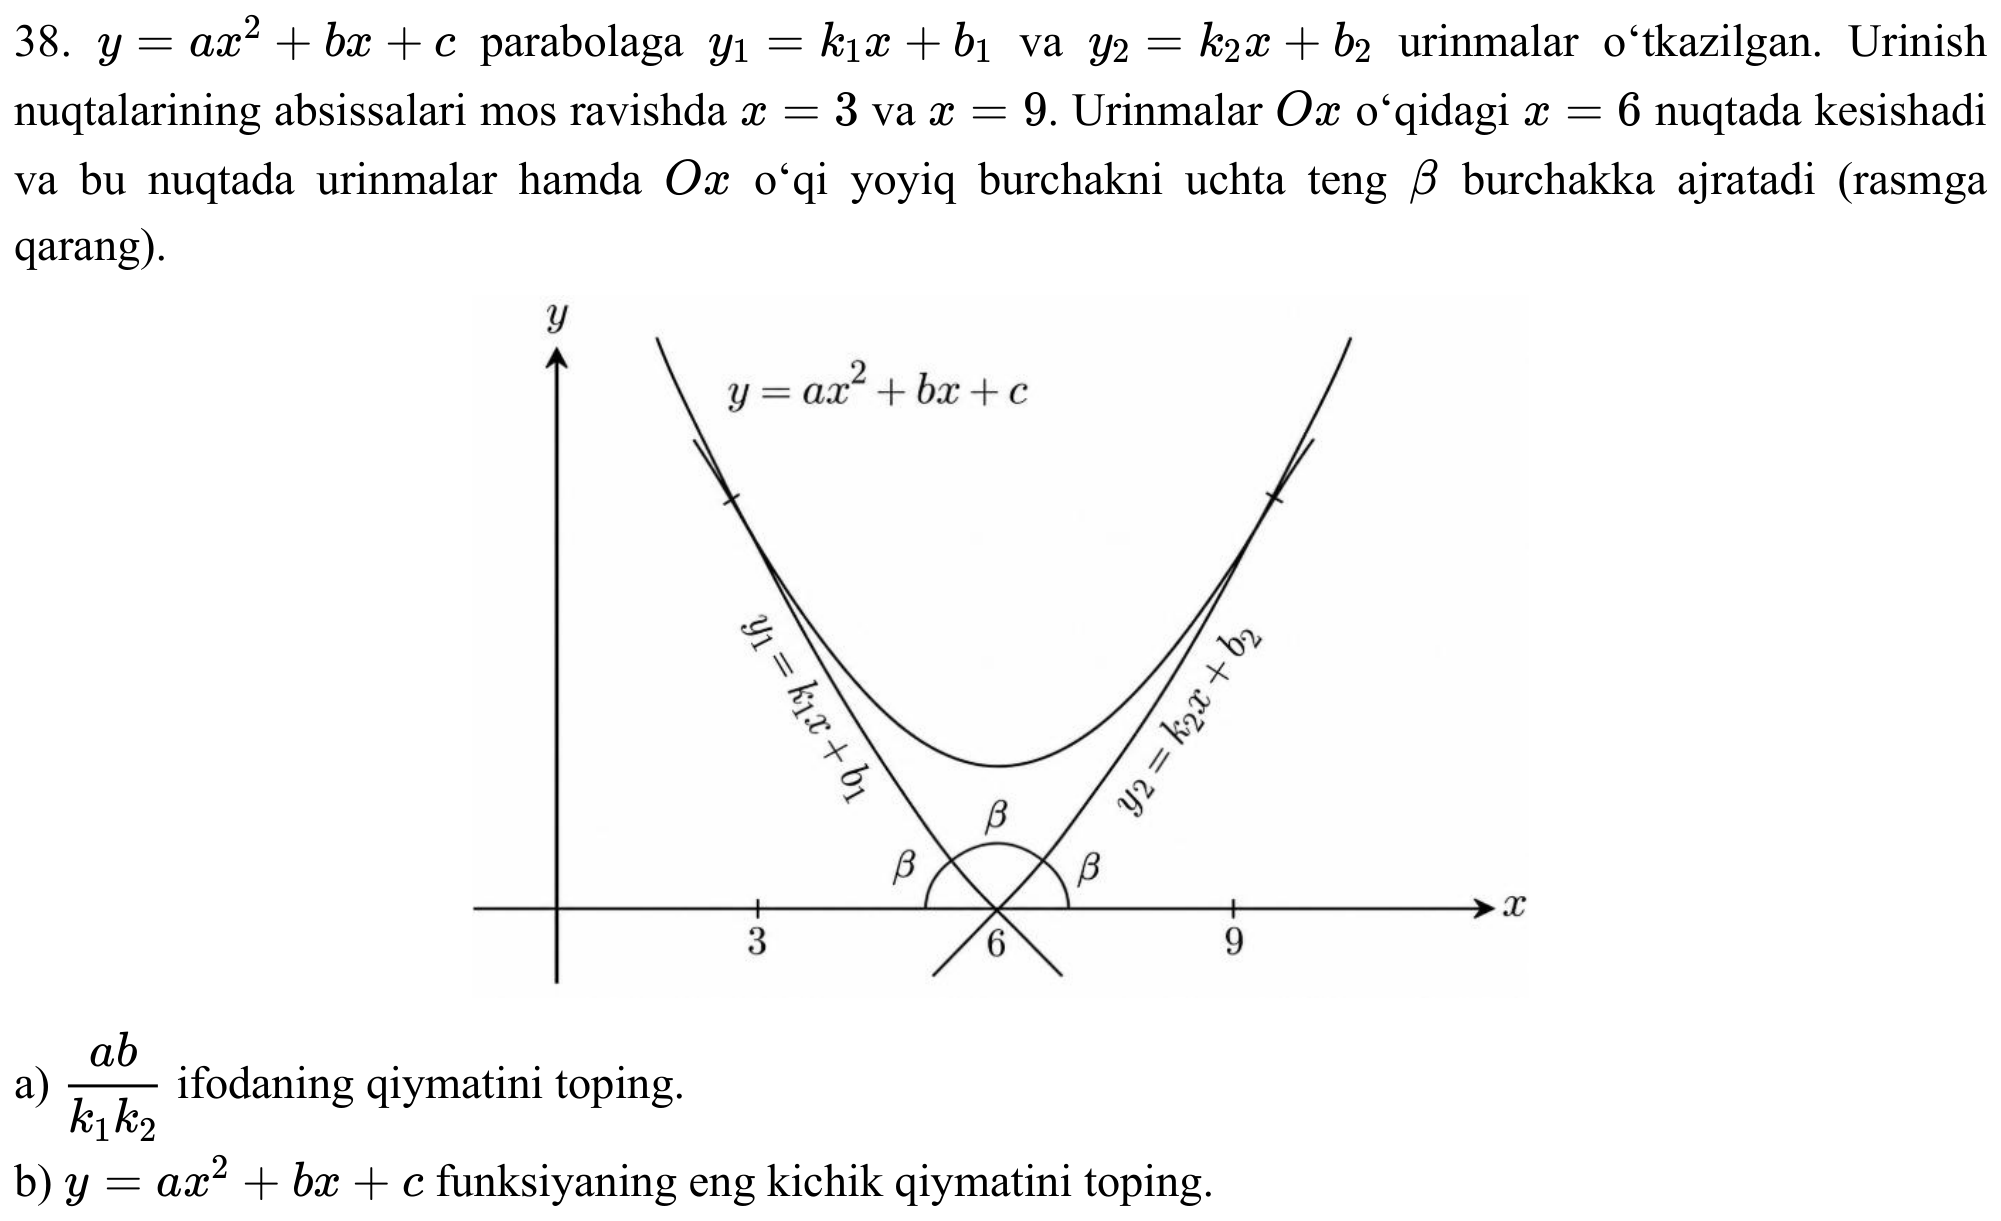 38. y = ax² + bx + c parabolaga y₁ = k₁x + b₁ va y₂ = k₂x + b₂ urinmalar o‘tkazilgan. Urinish
nuqtalarining absissalari mos ravishda x = 3 va x = 9. Urinmalar Ox o‘qidagi x = 6 nuqtada kesishadi
va bu nuqtada urinmalar hamda Ox o‘qi yoyiq burchakni uchta teng β burchakka ajratadi (rasmga
qarang).
y
y = ax² + bx + c
y₁ = k₁x + b₁
y₂ = k₂x + b₂
β
β
β
x
3
6
9
a) ab/k₁k₂ ifodaning qiymatini toping.
b) y = ax² + bx + c funksiyaning eng kichik qiymatini toping.